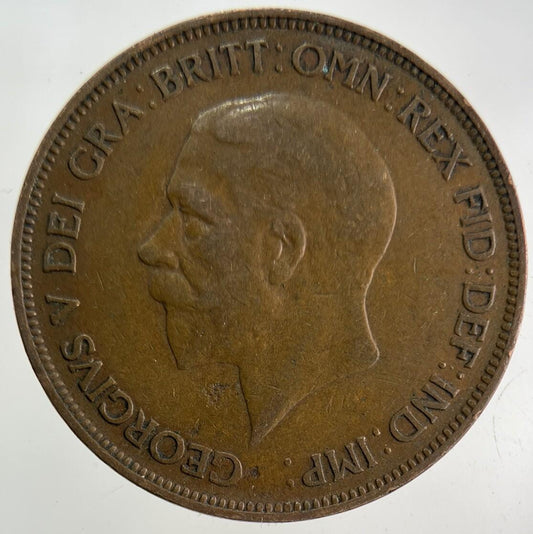 GEORGIVS V DEI GRA: BRITT: OMN: REX FID: DEF: IND: IMP: